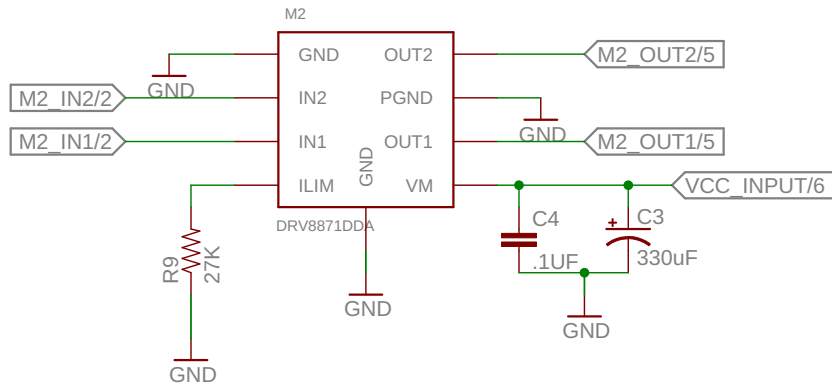 M2
GND
OUT2
M2_OUT2/5
GND
M2_IN2/2
IN2
PGND
GND
M2_IN1/2
IN1
OUT1
M2_OUT1/5
GND
ILIM
VM
VCC_INPUT/6
DRV8871DDA
C4
.1UF
+
C3
330uF
R9
27K
GND
GND
GND